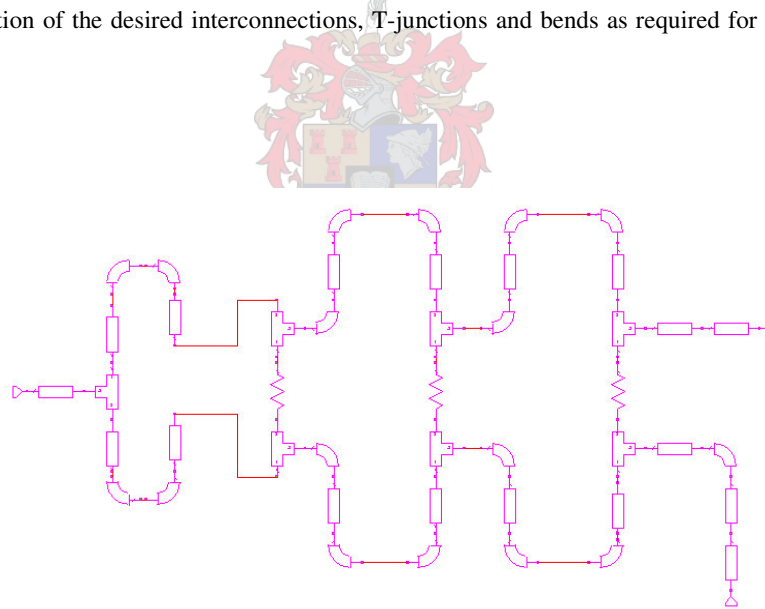 tion of the desired interconnections, T-junctions and bends as required for